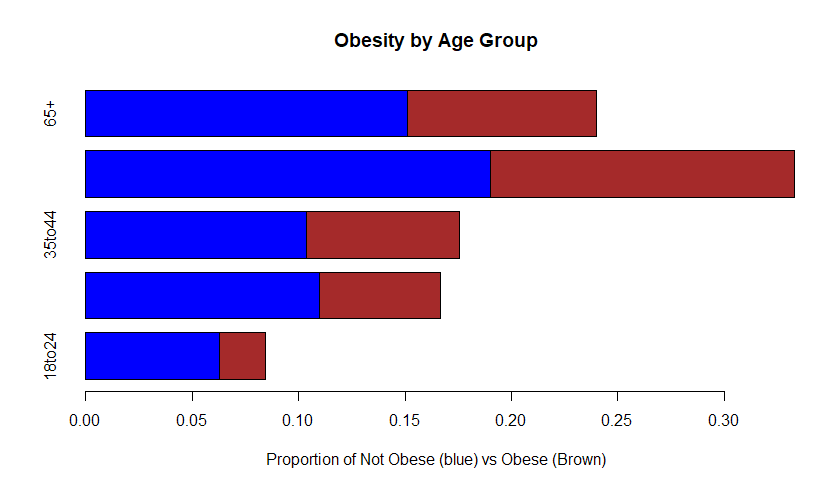 Obesity by Age Group
65+
35to44
18to24
0.00 0.05 0.10 0.15 0.20 0.25 0.30
Proportion of Not Obese (blue) vs Obese (Brown)